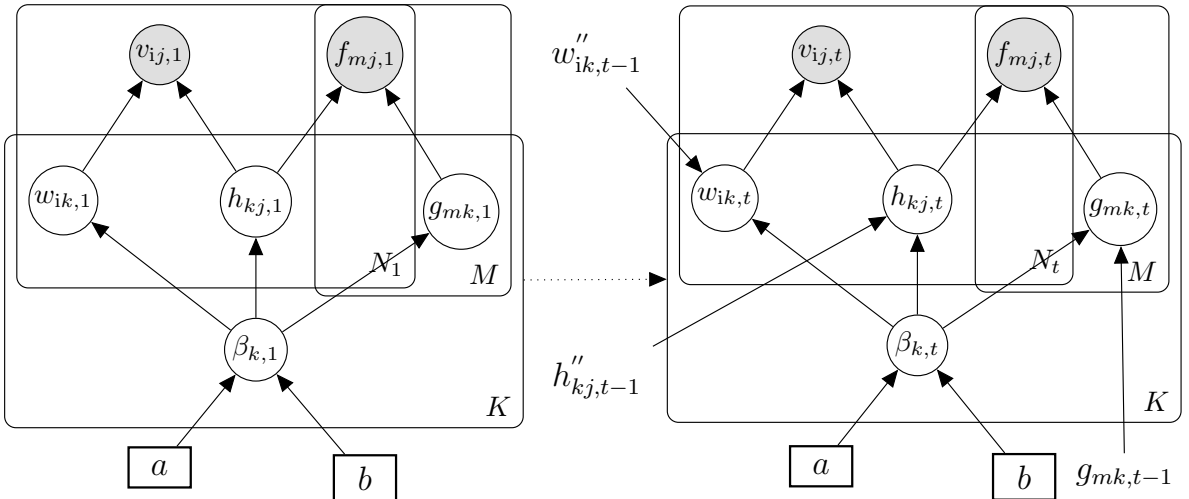 v_{ij,1} f_{mj,1}
w_{ik,1} h_{kj,1} g_{mk,1}
N_1 M
β_{k,1}
K
a b
w''_{ik,t−1}
h''_{kj,t−1}
v_{ij,t} f_{mj,t}
w_{ik,t} h_{kj,t} g_{mk,t}
N_t M
β_{k,t}
K
a b g_{mk,t−1}